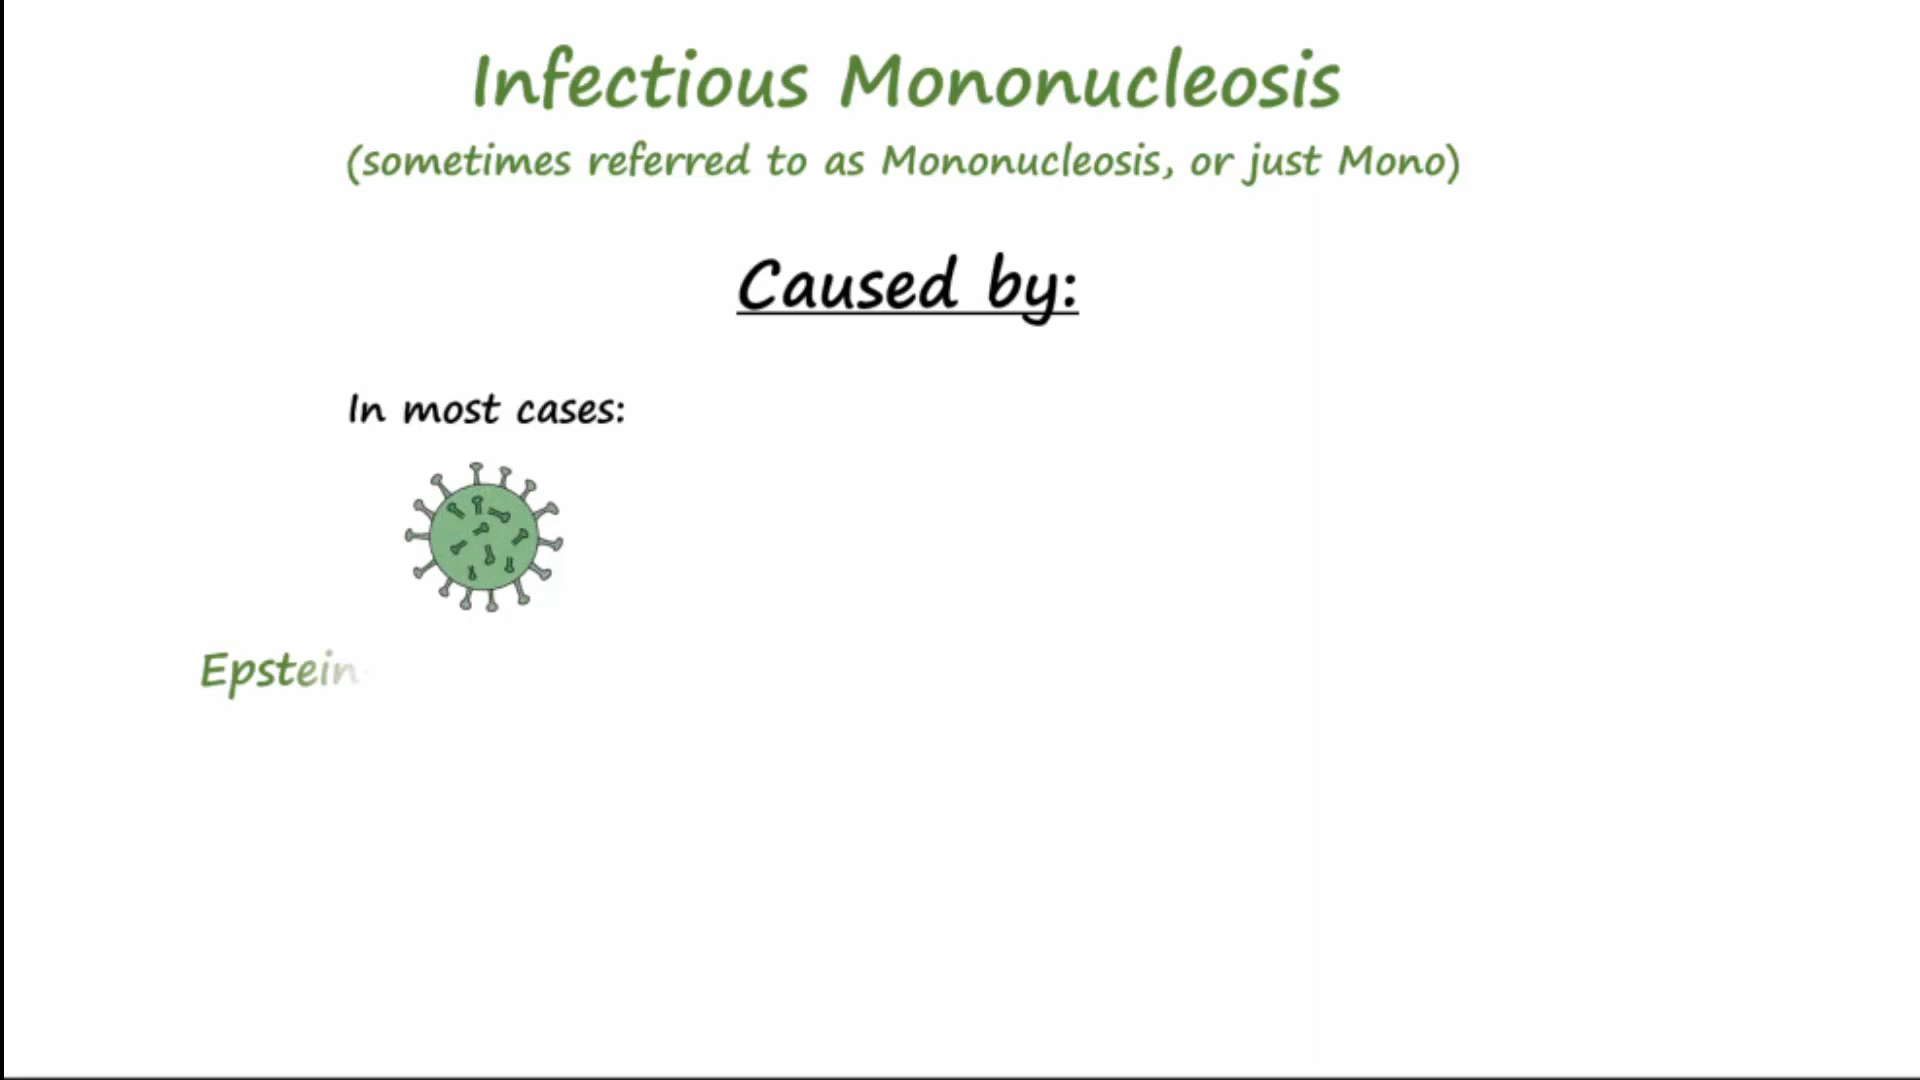 Infectious Mononucleosis
(sometimes referred to as Mononucleosis, or just Mono)
Caused by:
In most cases:
Epstein